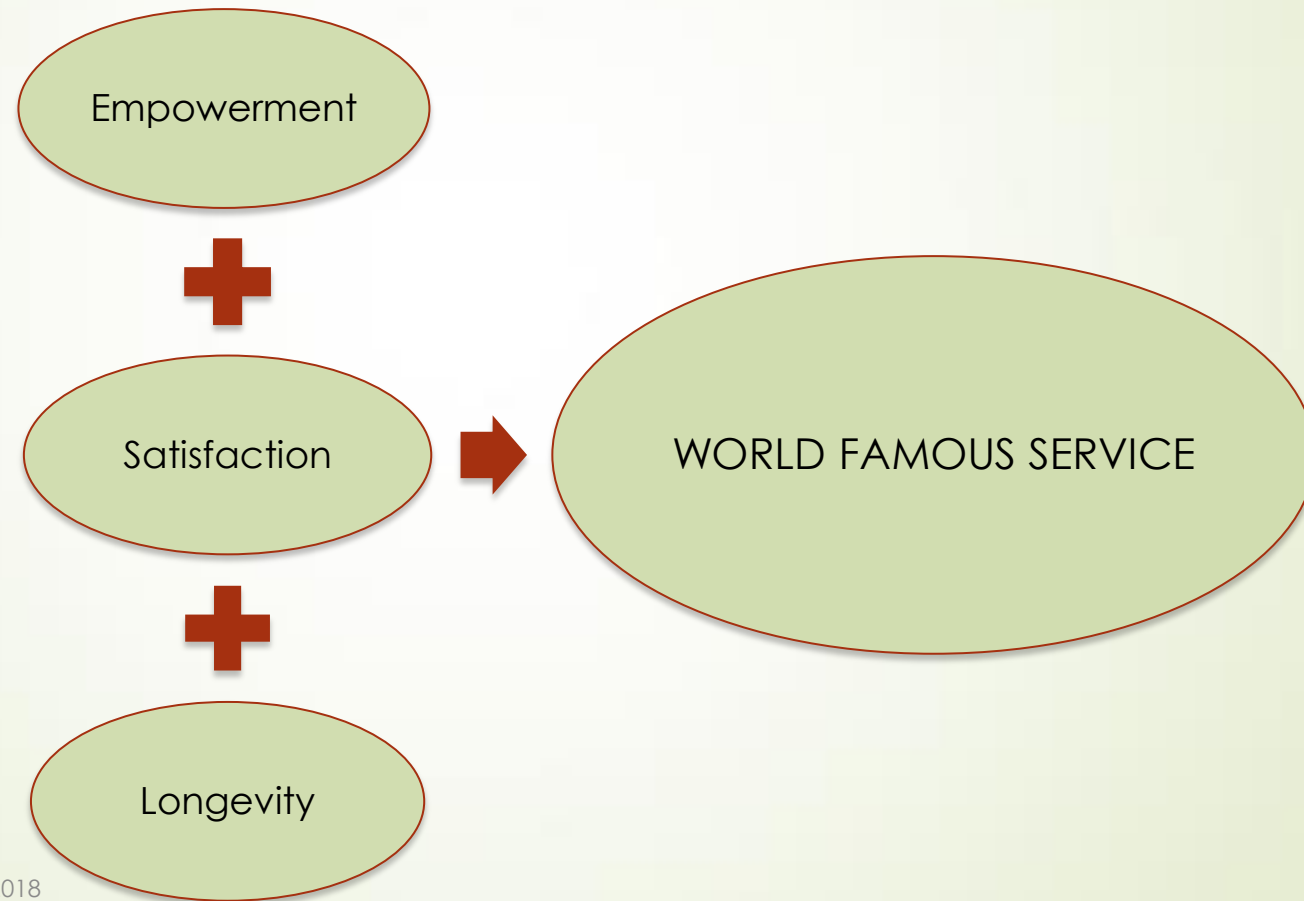 Empowerment
Satisfaction
WORLD FAMOUS SERVICE
Longevity
018